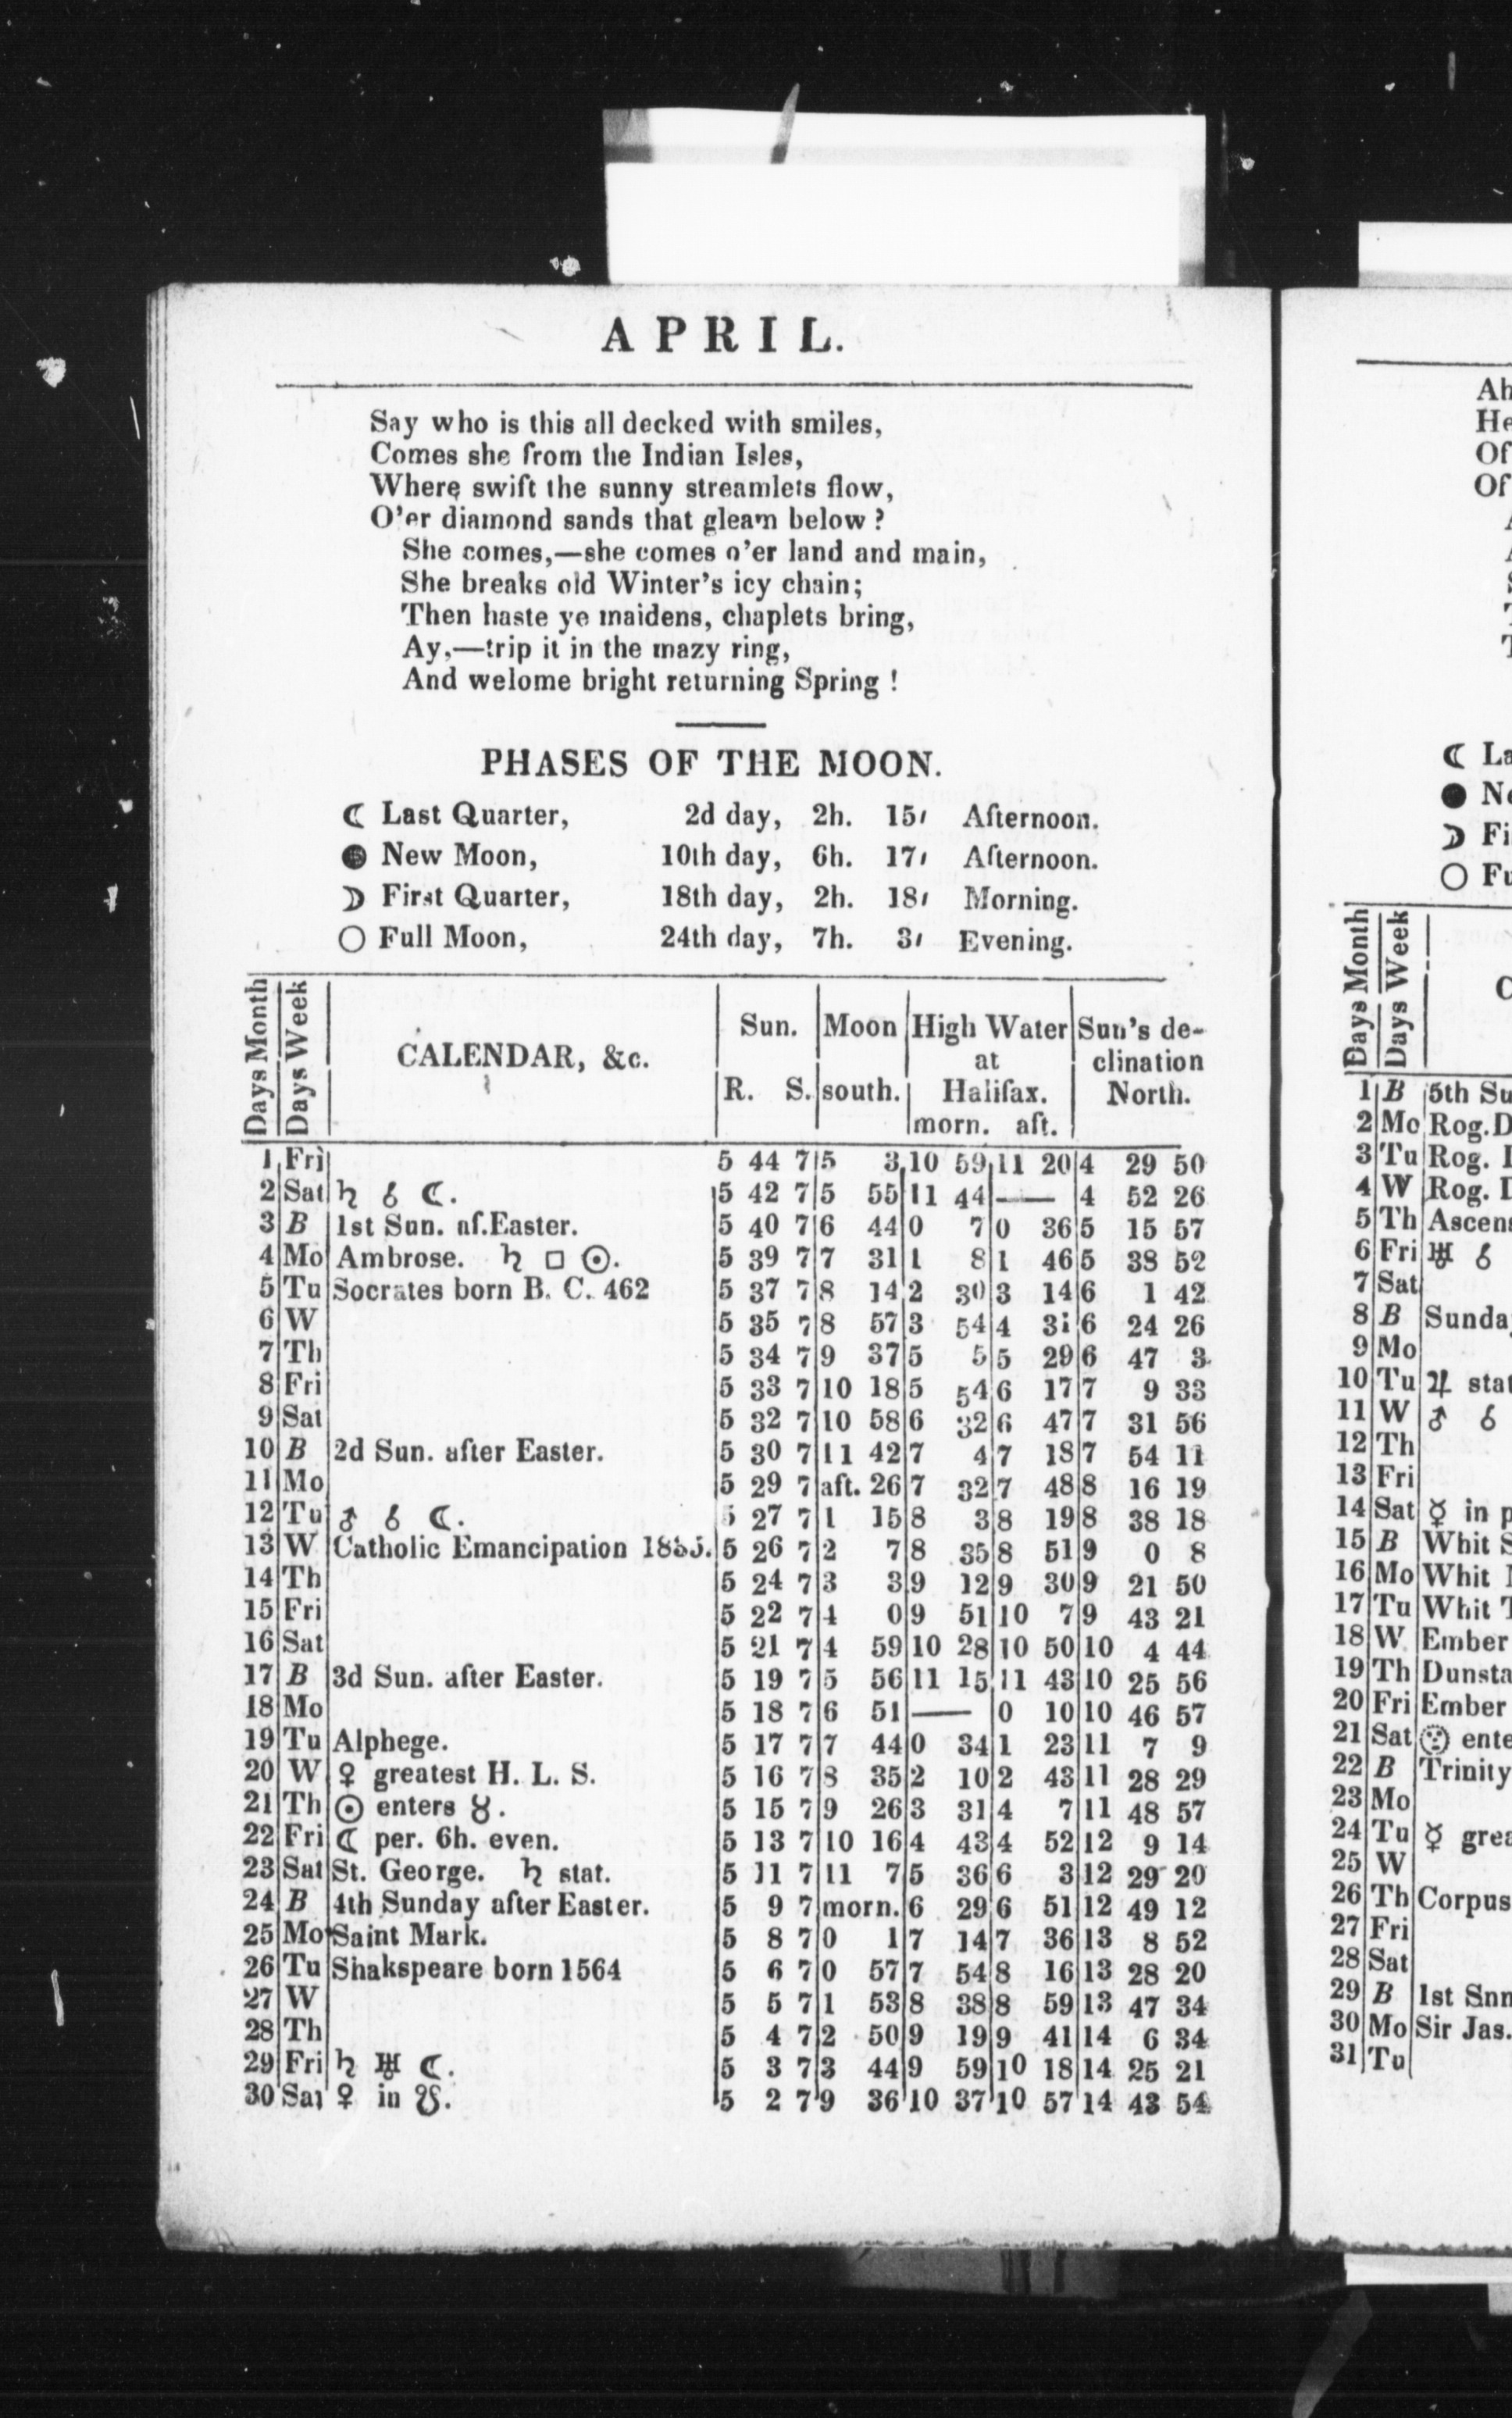 APRIL.
Say who is this all decked with smiles,
Comes she from the Indian Isles,
Where swift the sunny streamlets flow,
O'er diamond sands that gleam below ?
She comes,—she comes o'er land and main,
She breaks old Winter's icy chain;
Then haste ye maidens, chaplets bring,
Ay,—trip it in the mazy ring,
And welome bright returning Spring !
PHASES OF THE MOON.
☾ Last Quarter, 2d day, 2h. 15′ Afternoon.
● New Moon, 10th day, 6h. 17′ Afternoon.
☽ First Quarter, 18th day, 2h. 18′ Morning.
○ Full Moon, 24th day, 7h. 3′ Evening.
Days Month Days Week CALENDAR, &c. Sun. R. S. Moon south. High Water at Halifax. morn. aft. Sun's declination North.
1 Fri 5 44 7 5 3 10 59 11 20 4 29 50
2 Sat ♄ ☌ ☾. 5 42 7 5 55 11 44 —— 4 52 26
3 B 1st Sun. af.Easter. 5 40 7 6 44 0 7 0 36 5 15 57
4 Mo Ambrose. ♄ □ ☉. 5 39 7 7 31 1 8 1 46 5 38 52
5 Tu Socrates born B. C. 462 5 37 7 8 14 2 30 3 14 6 1 42
6 W 5 35 7 8 57 3 54 4 31 6 24 26
7 Th 5 34 7 9 37 5 5 5 29 6 47 3
8 Fri 5 33 7 10 18 5 54 6 17 7 9 33
9 Sat 5 32 7 10 58 6 32 6 47 7 31 56
10 B 2d Sun. after Easter. 5 30 7 11 42 7 4 7 18 7 54 11
11 Mo 5 29 7 aft. 26 7 32 7 48 8 16 19
12 Tu ♂ ☌ ☾. 5 27 7 1 15 8 3 8 19 8 38 18
13 W Catholic Emancipation 5 26 7 2 7 8 35 8 51 9 0 8
14 Th 5 24 7 3 3 9 12 9 30 9 21 50
15 Fri 5 22 7 4 0 9 51 10 7 9 43 21
16 Sat 5 21 7 4 59 10 28 10 50 10 4 44
17 B 3d Sun. after Easter. 5 19 7 5 56 11 15 11 43 10 25 56
18 Mo 5 18 7 6 51 —— 0 10 10 46 57
19 Tu Alphege. 5 17 7 7 44 0 34 1 23 11 7 9
20 W ♀ greatest H. L. S. 5 16 7 8 35 2 10 2 43 11 28 29
21 Th ☉ enters ♉. 5 15 7 9 26 3 31 4 7 11 48 57
22 Fri ☾ per. 6h. even. 5 13 7 10 16 4 43 4 52 12 9 14
23 Sat St. George. ♄ stat. 5 11 7 11 7 5 36 6 3 12 29 20
24 B 4th Sunday after Easter. 5 9 7 morn. 6 29 6 51 12 49 12
25 Mo Saint Mark. 5 8 7 0 1 7 14 7 36 13 8 52
26 Tu Shakspeare born 1564 5 6 7 0 57 7 54 8 16 13 28 20
27 W 5 5 7 1 53 8 38 8 59 13 47 34
28 Th 5 4 7 2 50 9 19 9 41 14 6 34
29 Fri ♄ ♅ ☾. 5 3 7 3 44 9 59 10 18 14 25 21
30 Sat ♀ in ☋. 5 2 7 9 36 10 37 10 57 14 43 54
Ah
He
Of
Of
☾ La
● Ne
☽ Fi
○ Fu
Days Month Days Week C
1 B 5th Su
2 Mo Rog.D
3 Tu Rog. D
4 W Rog. D
5 Th Ascens
6 Fri ♅ ☌
7 Sat
8 B Sunda
9 Mo
10 Tu ♃ stat
11 W ♂ ☌
12 Th
13 Fri
14 Sat ☿ in p
15 B Whit S
16 Mo Whit
17 Tu Whit T
18 W Ember
19 Th Dunsta
20 Fri Ember
21 Sat ☉ ente
22 B Trinity
23 Mo
24 Tu ☿ grea
25 W
26 Th Corpus
27 Fri
28 Sat
29 B 1st Snn
30 Mo Sir Jas.
31 Tu